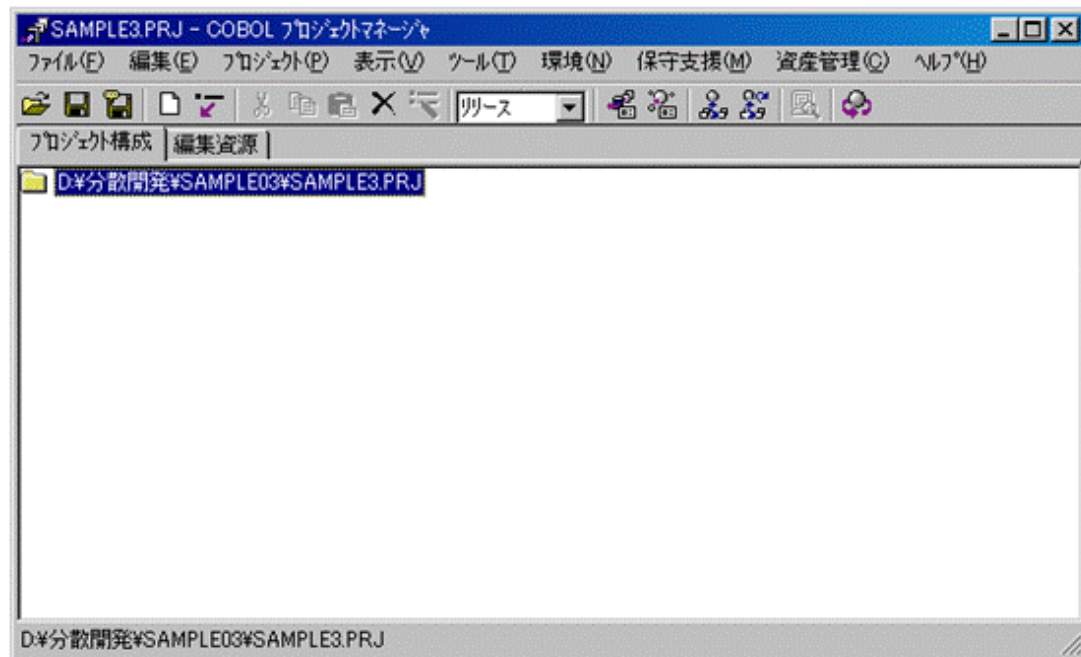 SAMPLE3.PRJ - COBOL ﾌﾟﾛｼﾞｪｸﾄﾏﾈｰｼﾞｬ
ﾌｧｲﾙ(F) 編集(E) ﾌﾟﾛｼﾞｪｸﾄ(P) 表示(V) ﾂｰﾙ(T) 環境(N) 保守支援(M) 資産管理(C) ﾍﾙﾌﾟ(H)
ﾘﾘｰｽ
ﾌﾟﾛｼﾞｪｸﾄ構成 編集資源
D:¥分散開発¥SAMPLE03¥SAMPLE3.PRJ
D:¥分散開発¥SAMPLE03¥SAMPLE3.PRJ